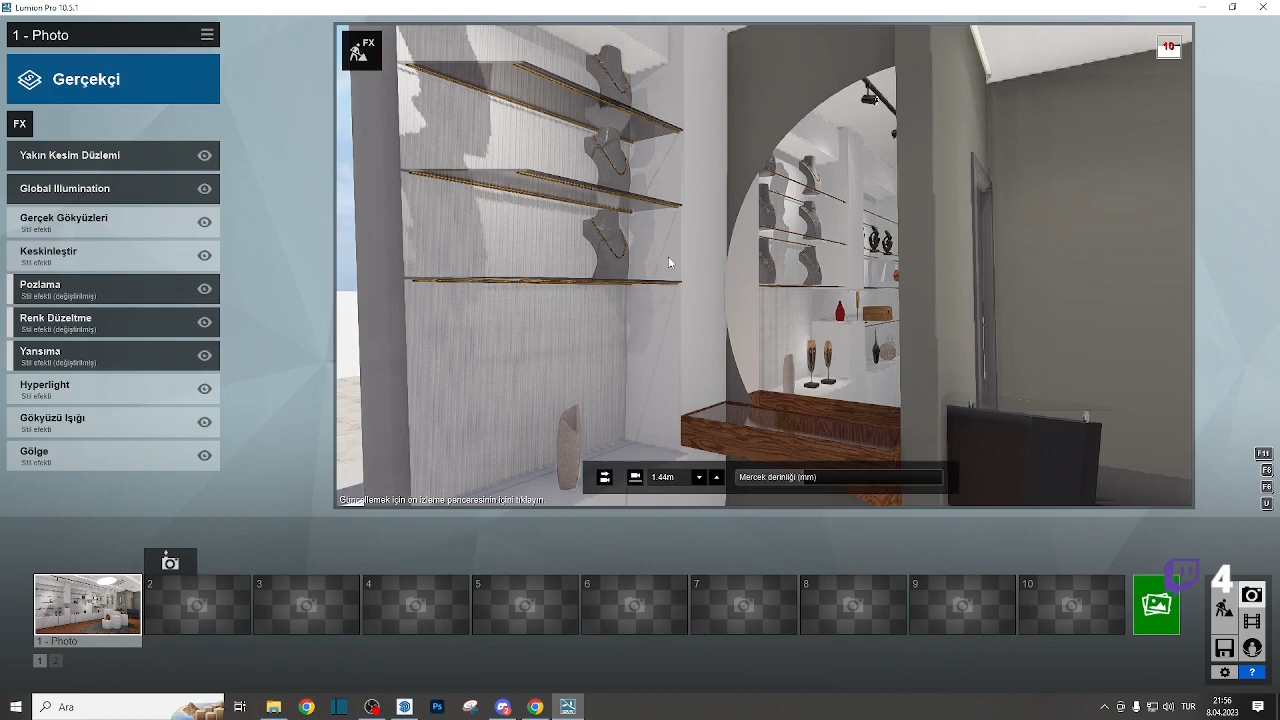 Lumion Pro 10.5.1
1 - Photo
Gerçekçi
FX
Yakın Kesim Düzlemi
Global Illumination
Gerçek Gökyüzleri
Stil efekti
Keskinleştir
Stil efekti
Pozlama
Stil efekti (değiştirilmiş)
Renk Düzeltme
Stil efekti (değiştirilmiş)
Yansıma
Stil efekti (değiştirilmiş)
Hyperlight
Stil efekti
Gökyüzü Işığı
Stil efekti
Gölge
Stil efekti
FX
10
1.44m
Mercek derinliği (mm)
Güncellemek için ön izleme penceresinin içini tıklayın.
F11
F8
F6
U
2
3
4
5
6
7
8
9
10
4
1 - Photo
1 2
?
Ara
Ps
TUR
21:56
8.04.2023